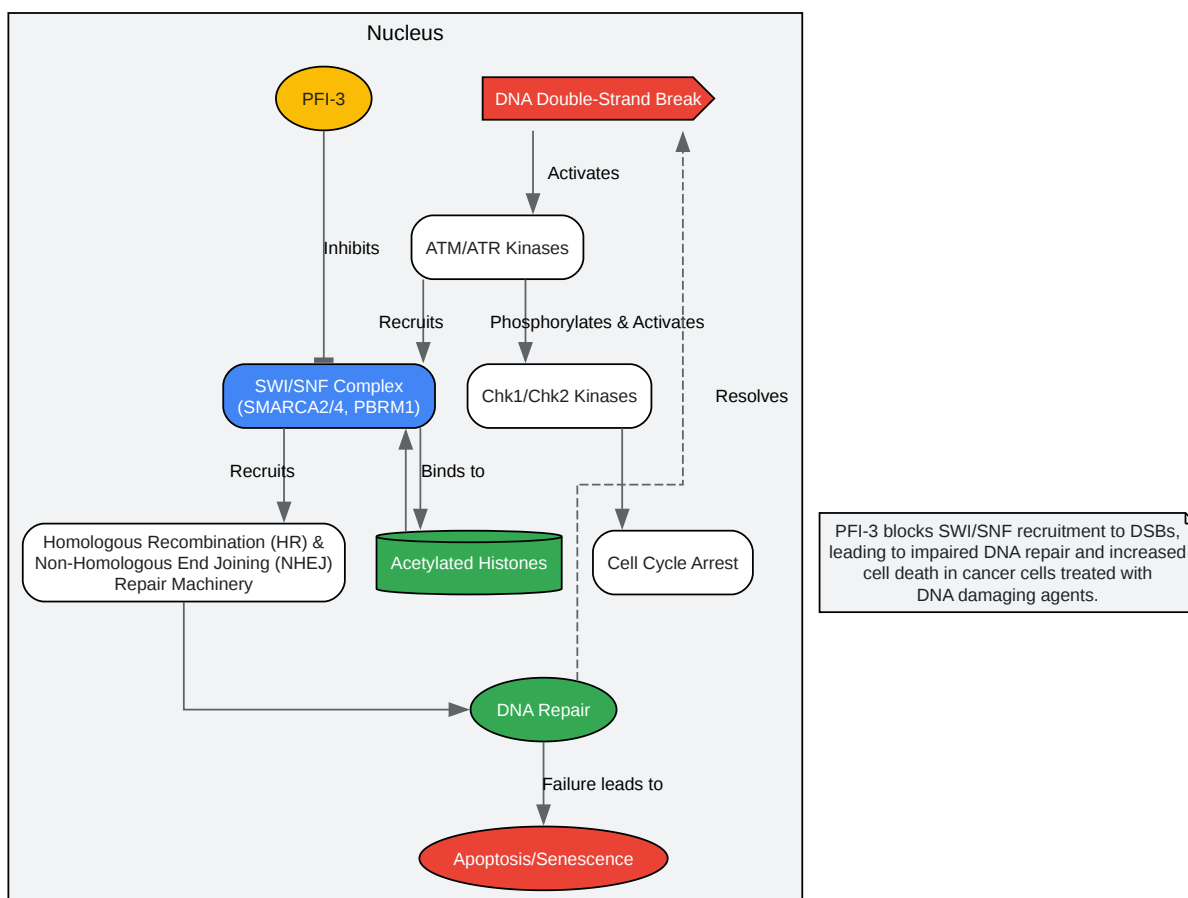 Nucleus
PFI-3
DNA Double-Strand Break
Activates
Inhibits
ATM/ATR Kinases
Recruits
Phosphorylates & Activates
SWI/SNF Complex
(SMARCA2/4, PBRM1)
Chk1/Chk2 Kinases
Resolves
Recruits
Binds to
Homologous Recombination (HR) &
Non-Homologous End Joining (NHEJ)
Repair Machinery
Acetylated Histones
Cell Cycle Arrest
PFI-3 blocks SWI/SNF recruitment to DSBs,
leading to impaired DNA repair and increased
cell death in cancer cells treated with
DNA damaging agents.
DNA Repair
Failure leads to
Apoptosis/Senescence